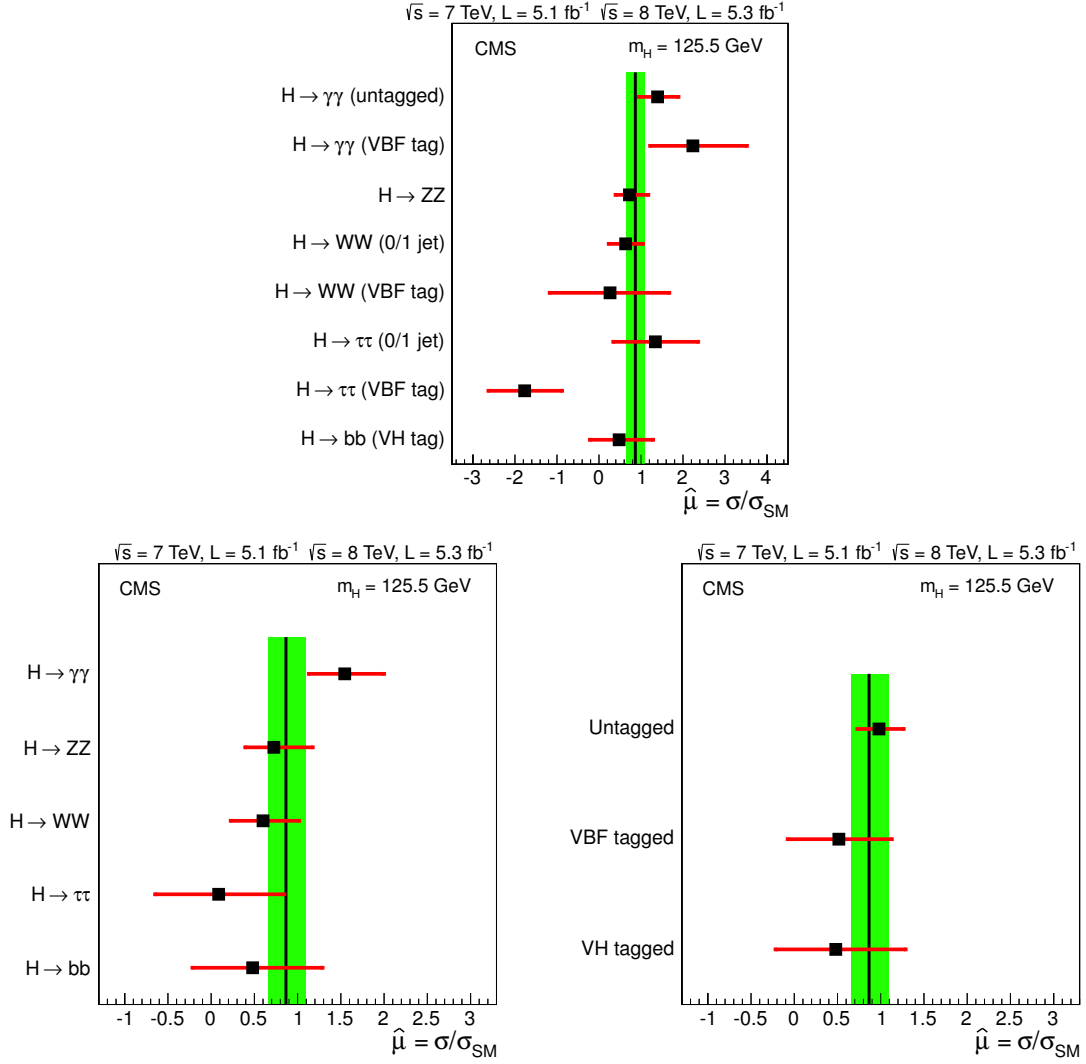 √s = 7 TeV, L = 5.1 fb⁻¹ √s = 8 TeV, L = 5.3 fb⁻¹
CMS m_H = 125.5 GeV
H → γγ (untagged)
H → γγ (VBF tag)
H → ZZ
H → WW (0/1 jet)
H → WW (VBF tag)
H → ττ (0/1 jet)
H → ττ (VBF tag)
H → bb (VH tag)
-3 -2 -1 0 1 2 3 4
μ̂ = σ/σ_SM
√s = 7 TeV, L = 5.1 fb⁻¹ √s = 8 TeV, L = 5.3 fb⁻¹
CMS m_H = 125.5 GeV
H → γγ
H → ZZ
H → WW
H → ττ
H → bb
-1 -0.5 0 0.5 1 1.5 2 2.5 3
μ̂ = σ/σ_SM
√s = 7 TeV, L = 5.1 fb⁻¹ √s = 8 TeV, L = 5.3 fb⁻¹
CMS m_H = 125.5 GeV
Untagged
VBF tagged
VH tagged
-1 -0.5 0 0.5 1 1.5 2 2.5 3
μ̂ = σ/σ_SM